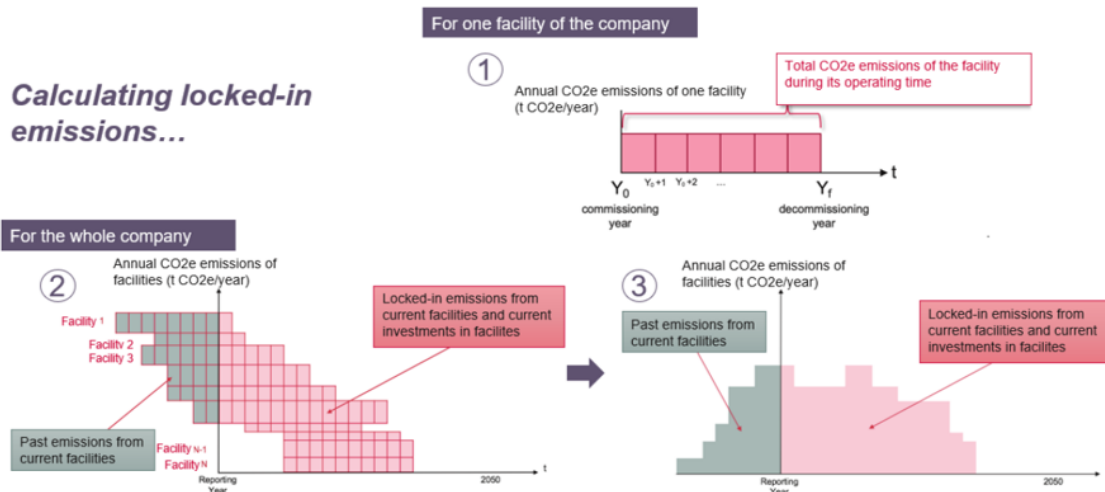 For one facility of the company
Calculating locked-in
emissions…
1
Total CO2e emissions of the facility
during its operating time
Annual CO2e emissions of one facility
(t CO2e/year)
t
Y0
Y0+1
Y0+2
...
Yf
commissioning
year
decommissioning
year
For the whole company
2
Annual CO2e emissions of
facilities (t CO2e/year)
Facility 1
Facility 2
Facility 3
Locked-in emissions from
current facilities and current
investments in facilites
Past emissions from
current facilities
Facility N-1
Facility N
Reporting
Year
2050
t
3
Annual CO2e emissions of
facilities (t CO2e/year)
Past emissions from
current facilities
Locked-in emissions from
current facilities and current
investments in facilites
Reporting
Year
2050